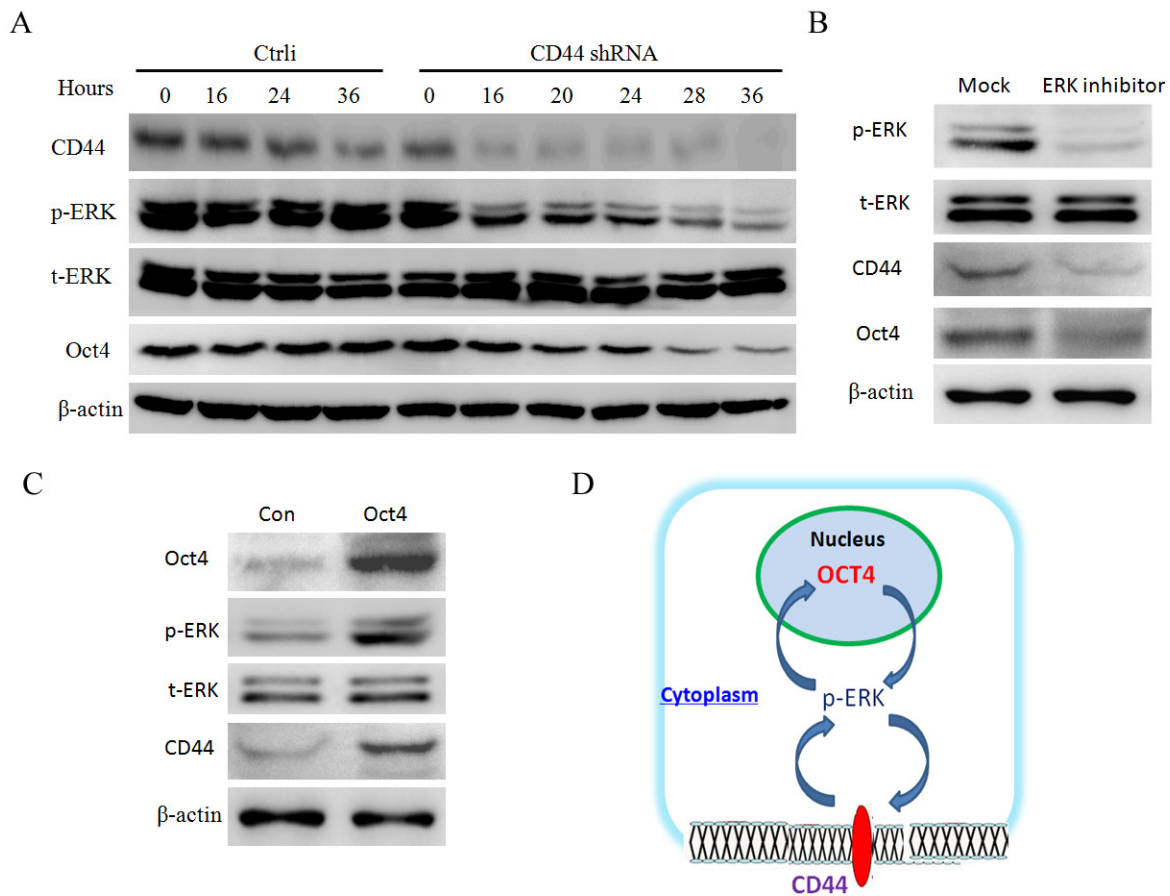 A
Ctrli CD44 shRNA
Hours 0 16 24 36 0 16 20 24 28 36
CD44
p-ERK
t-ERK
Oct4
β-actin
B
Mock ERK inhibitor
p-ERK
t-ERK
CD44
Oct4
β-actin
C
Con Oct4
Oct4
p-ERK
t-ERK
CD44
β-actin
D
Nucleus
OCT4
Cytoplasm p-ERK
CD44